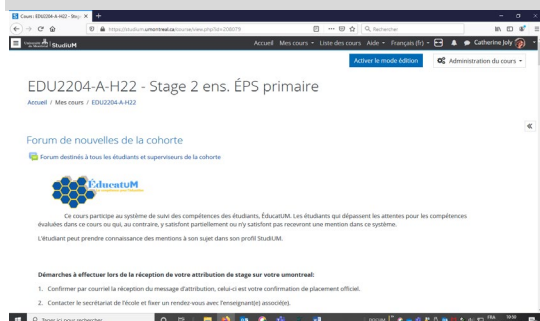 Cours : EDU2204-A-H22 - Stag
https://studium.umontreal.ca/course/view.php?id=206079
Rechercher
StudiUM
Accueil Mes cours Liste des cours Aide Français (fr) Catherine Joly
Activer le mode édition
Administration du cours
EDU2204-A-H22 - Stage 2 ens. ÉPS primaire
Accueil / Mes cours / EDU2204-A-H22
Forum de nouvelles de la cohorte
Forum destinés à tous les étudiants et superviseurs de la cohorte
ÉducatUM
Ce cours participe au système de suivi des compétences des étudiants, ÉducatUM. Les étudiants qui dépassent les attentes pour les compétences
évaluées dans ce cours ou qui, au contraire, y satisfont partiellement ou n'y satisfont pas recevront une mention dans ce système.
L'étudiant peut prendre connaissance des mentions à son sujet dans son profil StudiUM.
Démarches à effectuer lors de la réception de votre attribution de stage sur votre umontreal:
1. Confirmer par courriel la réception du message d'attribution, celui-ci est votre confirmation de placement officiel.
2. Contacter le secrétariat de l'école et fixer un rendez-vous avec l'enseignant(e) associé(e).
Taper ici pour rechercher
FRA